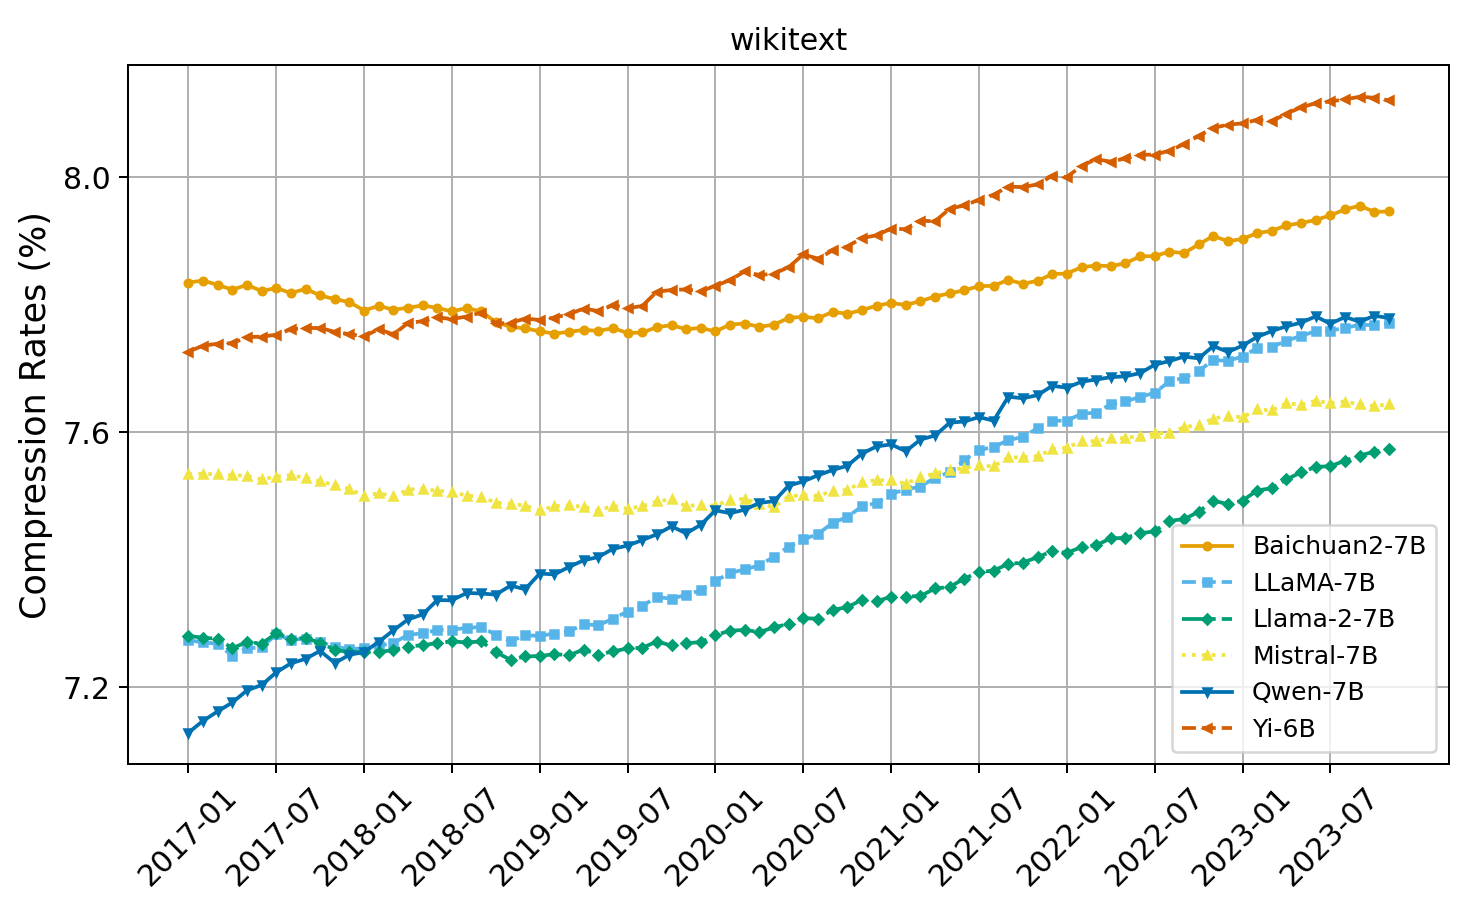 wikitext
Compression Rates (%)
8.0
7.6
7.2
2017-01
2017-07
2018-01
2018-07
2019-01
2019-07
2020-01
2020-07
2021-01
2021-07
2022-01
2022-07
2023-01
2023-07
Baichuan2-7B
LLaMA-7B
Llama-2-7B
Mistral-7B
Qwen-7B
Yi-6B